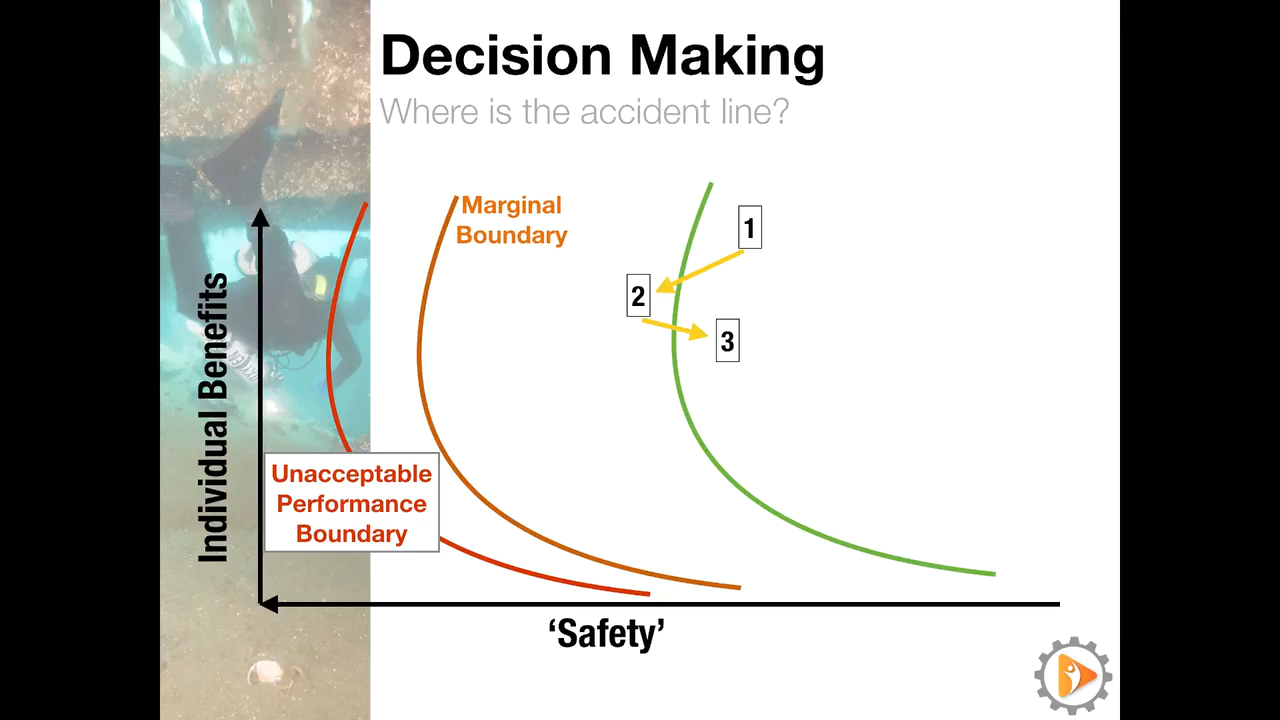 Decision Making
Where is the accident line?
Marginal
Boundary
1
2
3
Individual Benefits
Unacceptable
Performance
Boundary
‘Safety’